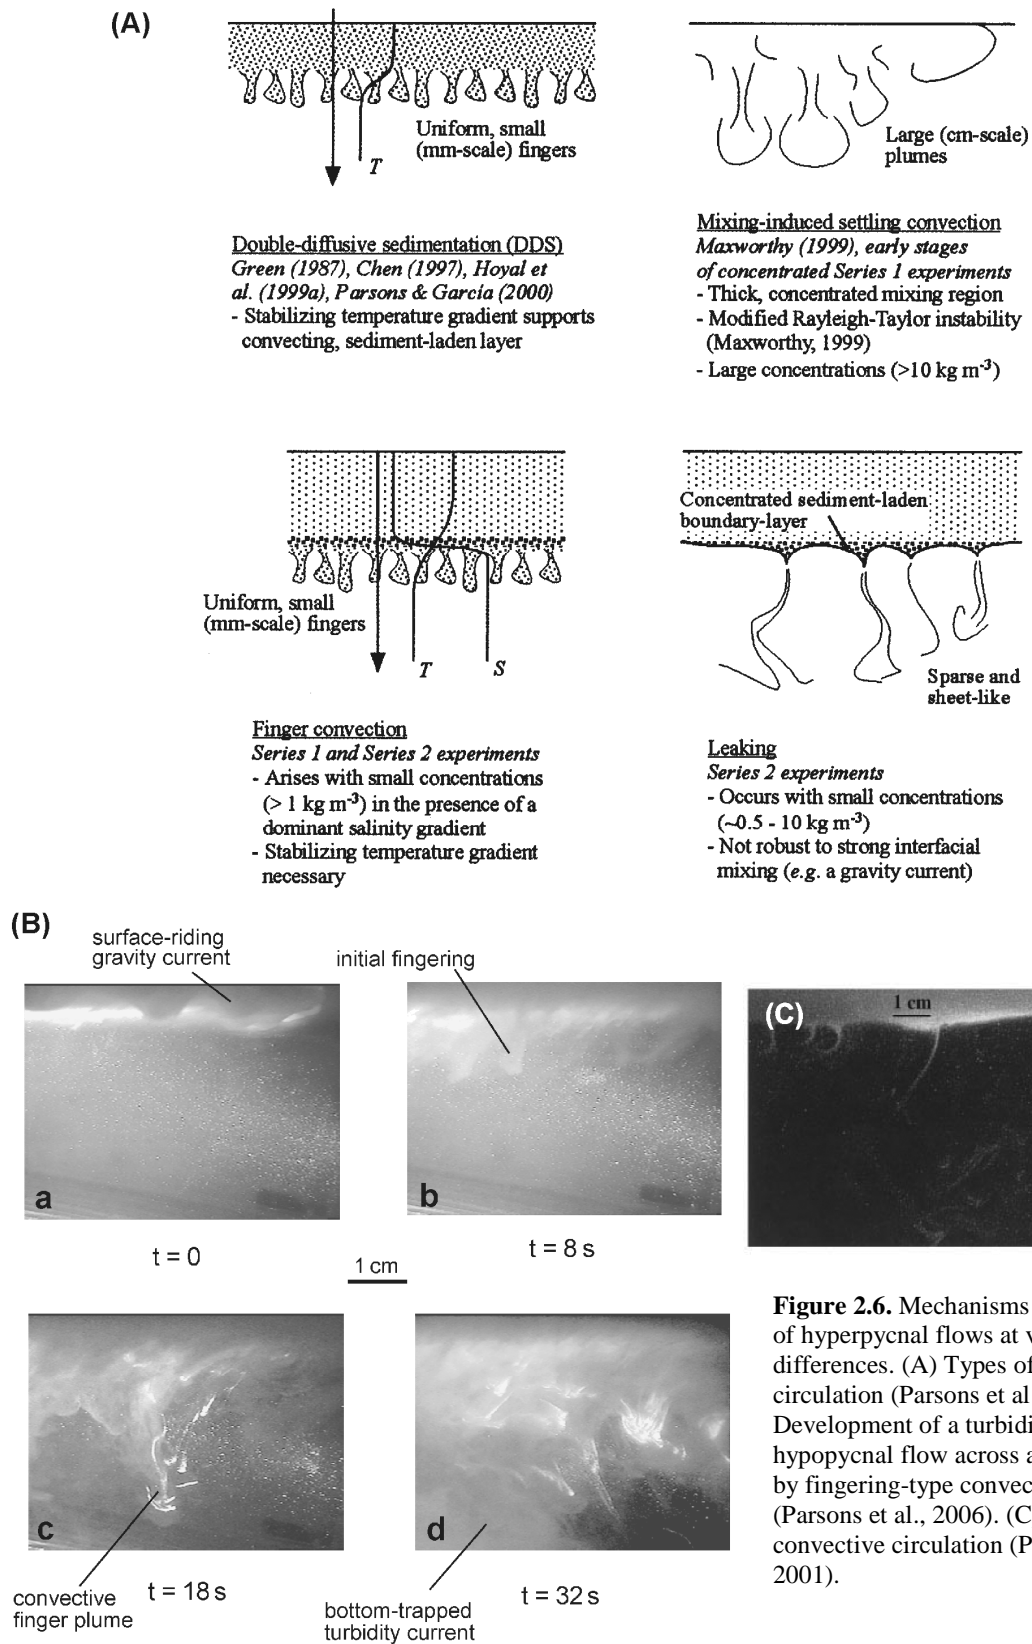 (A)
Uniform, small
(mm-scale) fingers
T
Double-diffusive sedimentation (DDS)
Green (1987), Chen (1997), Hoyal et
al. (1999a), Parsons & García (2000)
- Stabilizing temperature gradient supports
convecting, sediment-laden layer
Large (cm-scale)
plumes
Mixing-induced settling convection
Maxworthy (1999), early stages
of concentrated Series 1 experiments
- Thick, concentrated mixing region
- Modified Rayleigh-Taylor instability
(Maxworthy, 1999)
- Large concentrations (>10 kg m⁻³)
Uniform, small
(mm-scale) fingers
T
S
Finger convection
Series 1 and Series 2 experiments
- Arises with small concentrations
(> 1 kg m⁻³) in the presence of a
dominant salinity gradient
- Stabilizing temperature gradient
necessary
Concentrated sediment-laden
boundary-layer
Sparse and
sheet-like
Leaking
Series 2 experiments
- Occurs with small concentrations
(~0.5 - 10 kg m⁻³)
- Not robust to strong interfacial
mixing (e.g. a gravity current)
(B)
surface-riding
gravity current
a
t = 0
initial fingering
b
t = 8 s
1 cm
(C)
1 cm
c
convective
finger plume
t = 18 s
d
bottom-trapped
turbidity current
t = 32 s
Figure 2.6. Mechanisms
of hyperpycnal flows at
differences. (A) Types of
circulation (Parsons et al
Development of a turbidi
hypopycnal flow across a
by fingering-type convec
(Parsons et al., 2006). (C
convective circulation (P
2001).